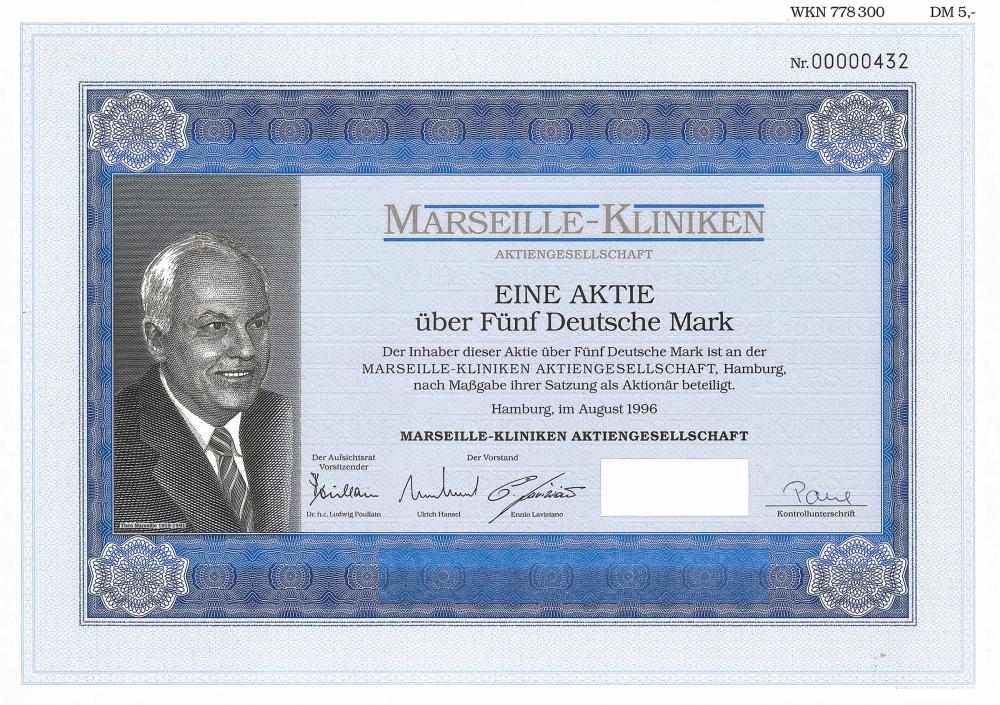 WKN 778 300 DM 5,-
Nr. 00000432
MARSEILLE-KLINIKEN
AKTIENGESELLSCHAFT
EINE AKTIE
über Fünf Deutsche Mark
Der Inhaber dieser Aktie über Fünf Deutsche Mark ist an der
MARSEILLE-KLINIKEN AKTIENGESELLSCHAFT, Hamburg,
nach Maßgabe ihrer Satzung als Aktionär beteiligt.
Hamburg, im August 1996
MARSEILLE-KLINIKEN AKTIENGESELLSCHAFT
Der Aufsichtsrat
Vorsitzender
Der Vorstand
Dr. h.c. Ludwig Poullain
Ulrich Hansel
Ennio Laviziano
Kontrollunterschrift